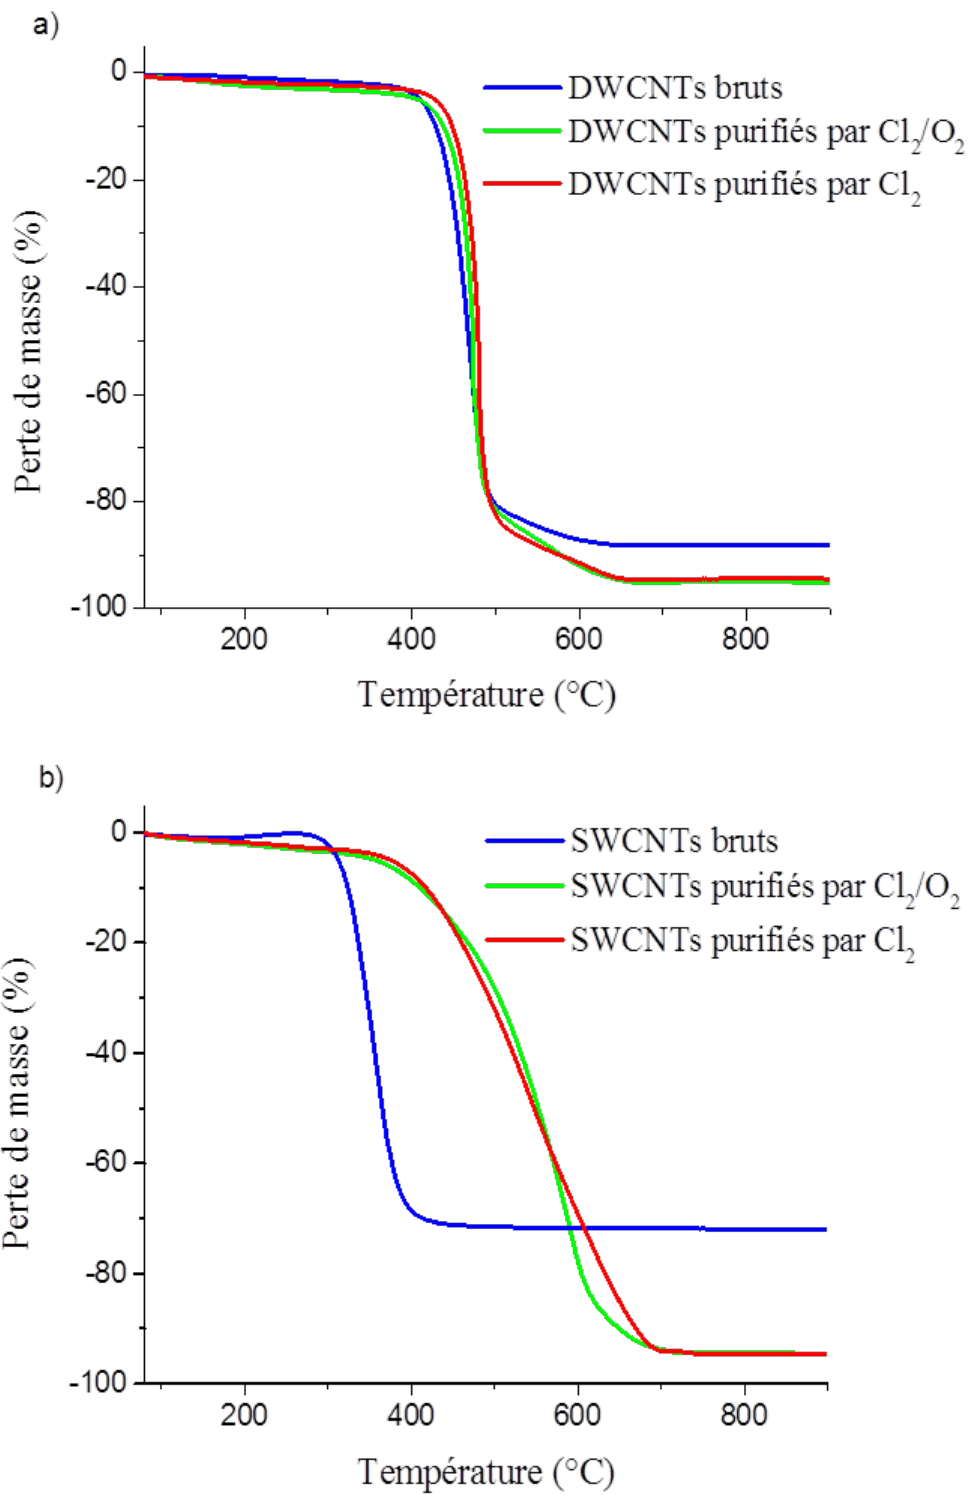 a)
DWCNTs bruts
DWCNTs purifiés par Cl₂/O₂
DWCNTs purifiés par Cl₂
Perte de masse (%)
0
-20
-40
-60
-80
-100
200 400 600 800
Température (°C)
b)
SWCNTs bruts
SWCNTs purifiés par Cl₂/O₂
SWCNTs purifiés par Cl₂
Perte de masse (%)
0
-20
-40
-60
-80
-100
200 400 600 800
Température (°C)